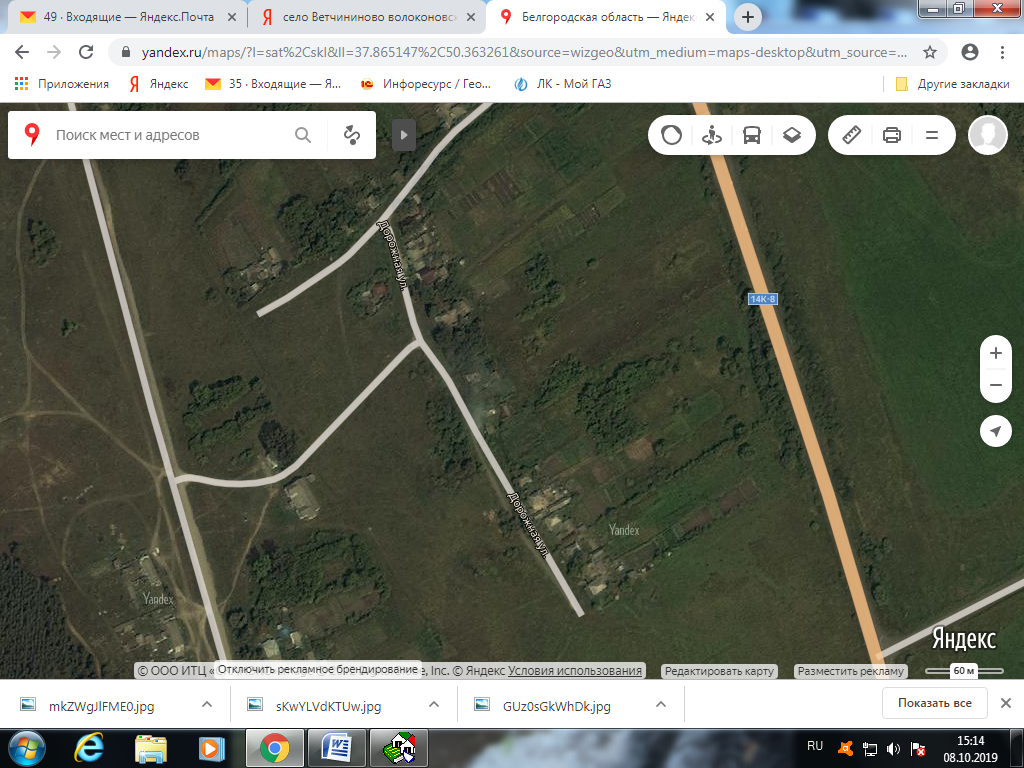 49 · Входящие — Яндекс.Почта
село Ветчининово волоконовск
Белгородская область — Яндек
yandex.ru/maps/?l=sat%2Cskl&ll=37.865147%2C50.363261&source=wizgeo&utm_medium=maps-desktop&utm_source=...
Приложения
Яндекс
35 · Входящие — Я...
Инфоресурс / Гео...
ЛК - Мой ГАЗ
Другие закладки
Поиск мест и адресов
Дорожная ул.
14К-8
Дорожная ул.
Yandex
Yandex
Яндекс
© ООО ИТЦ «
Отключить рекламное брендирование
, Inc. © Яндекс Условия использования
Редактировать карту
Разместить рекламу
60 м
mkZWgJlFME0.jpg
sKwYLVdKTUw.jpg
GUz0sGkWhDk.jpg
Показать все
RU
15:14
08.10.2019